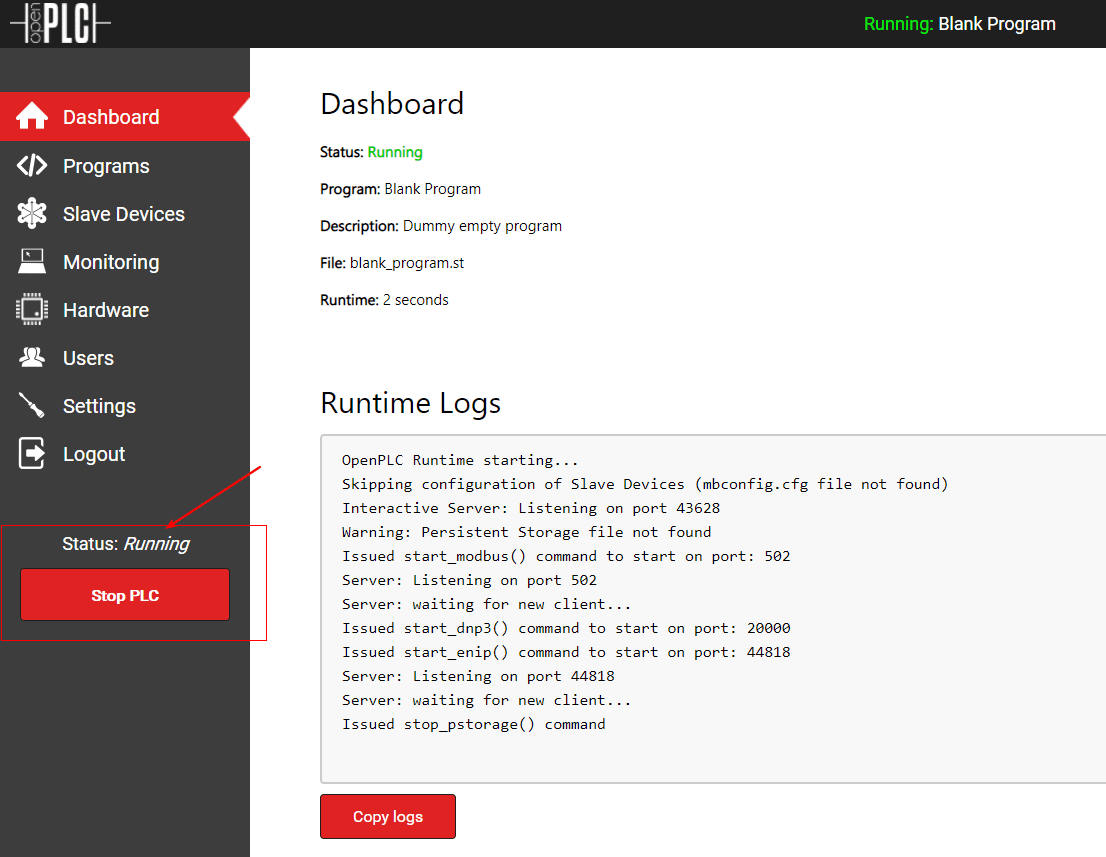 open PLC
Running: Blank Program
Dashboard
Programs
Slave Devices
Monitoring
Hardware
Users
Settings
Logout
Status: Running
Stop PLC
Dashboard
Status: Running
Program: Blank Program
Description: Dummy empty program
File: blank_program.st
Runtime: 2 seconds
Runtime Logs
OpenPLC Runtime starting...
Skipping configuration of Slave Devices (mbconfig.cfg file not found)
Interactive Server: Listening on port 43628
Warning: Persistent Storage file not found
Issued start_modbus() command to start on port: 502
Server: Listening on port 502
Server: waiting for new client...
Issued start_dnp3() command to start on port: 20000
Issued start_enip() command to start on port: 44818
Server: Listening on port 44818
Server: waiting for new client...
Issued stop_pstorage() command
Copy logs